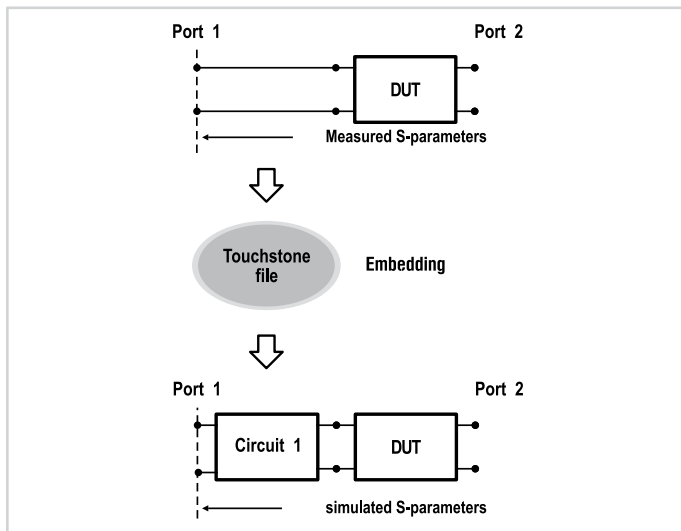 Port 1
Port 2
DUT
Measured S-parameters
Touchstone
file
Embedding
Port 1
Port 2
Circuit 1
DUT
simulated S-parameters